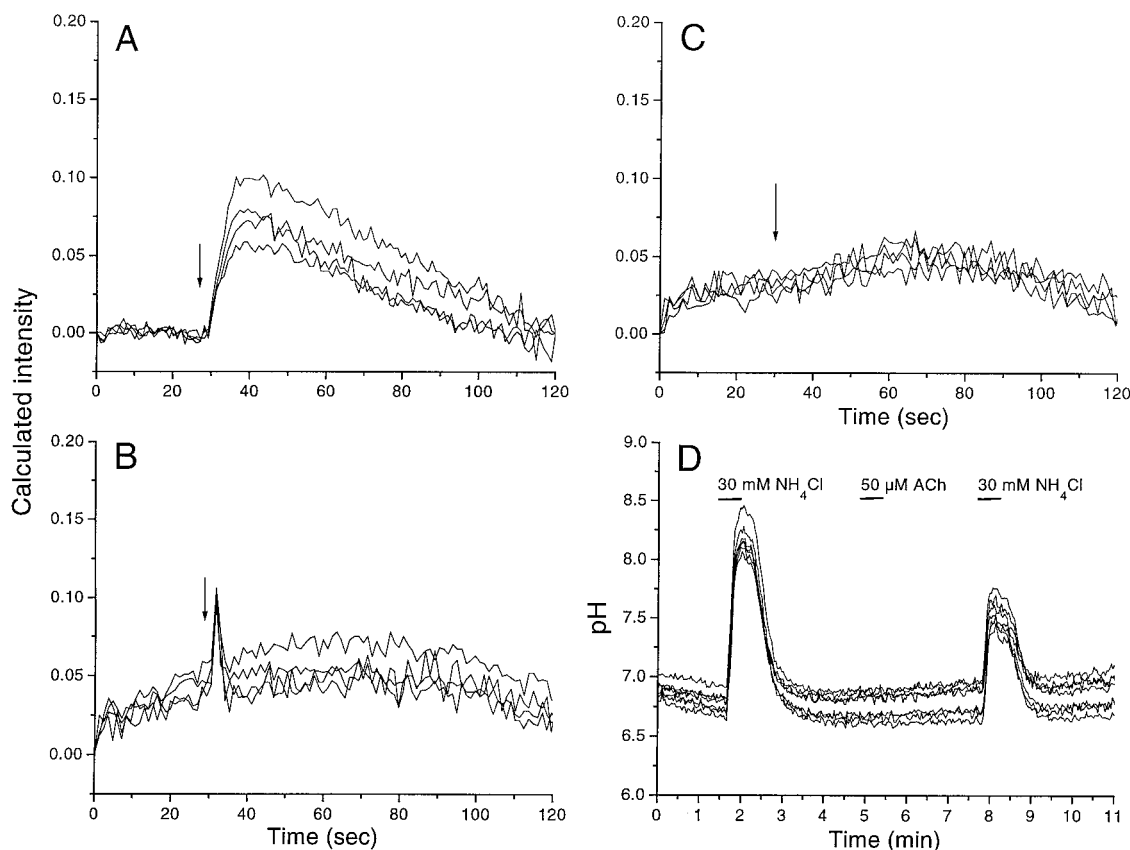 A
0.20
0.15
0.10
0.05
0.00
0 20 40 60 80 100 120
B
0.20
0.15
0.10
0.05
0.00
0 20 40 60 80 100 120
Time (sec)
Calculated intensity
C
0.20
0.15
0.10
0.05
0.00
0 20 40 60 80 100 120
Time (sec)
D
9.0
8.5
8.0
7.5
7.0
6.5
6.0
pH
30 mM NH₄Cl 50 µM ACh 30 mM NH₄Cl
0 1 2 3 4 5 6 7 8 9 10 11
Time (min)